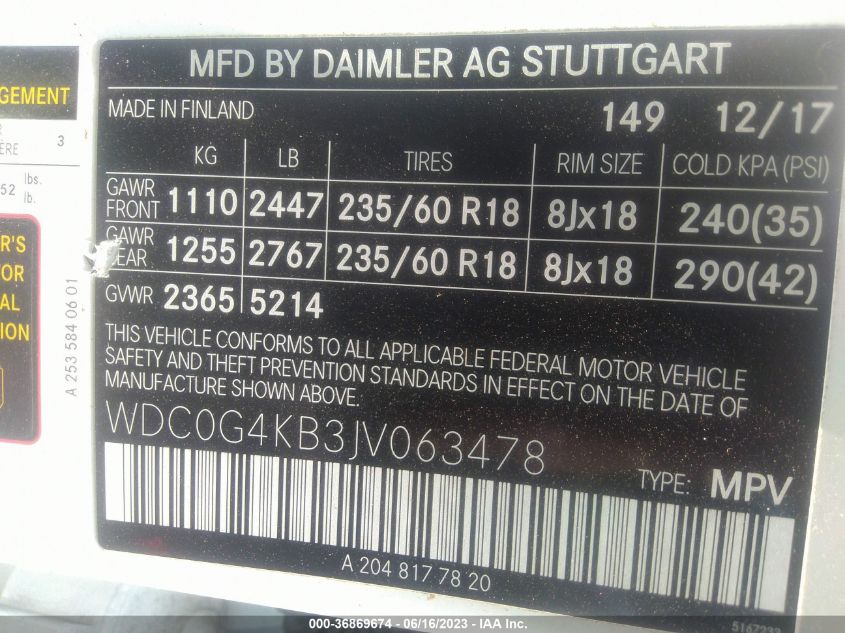 MFD BY DAIMLER AG STUTTGART
MADE IN FINLAND 149 12/17
KG LB TIRES RIM SIZE COLD KPA (PSI)
GAWR FRONT 1110 2447 235/60 R18 8Jx18 240(35)
GAWR 1255 2767 235/60 R18 8Jx18 290(42)
GVWR 2365 5214
THIS VEHICLE CONFORMS TO ALL APPLICABLE FEDERAL MOTOR VEHICLE
SAFETY AND THEFT PREVENTION STANDARDS IN EFFECT ON THE DATE OF
MANUFACTURE SHOWN ABOVE.
WDC0G4KB3JV063478
TYPE: MPV
A 204 817 78 20
GEMENT
3
52 lbs.
lb.
R'S
TOR
AL
ION
A 253 584 06 01
000-36869674 / 06/16/2023 - IAA Inc.